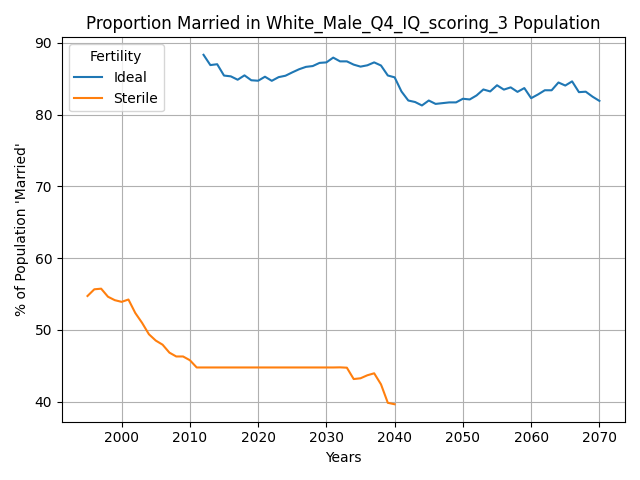 Proportion Married in White_Male_Q4_IQ_scoring_3 Population
Fertility
Ideal
Sterile
% of Population 'Married'
90
80
70
60
50
40
2000 2010 2020 2030 2040 2050 2060 2070
Years